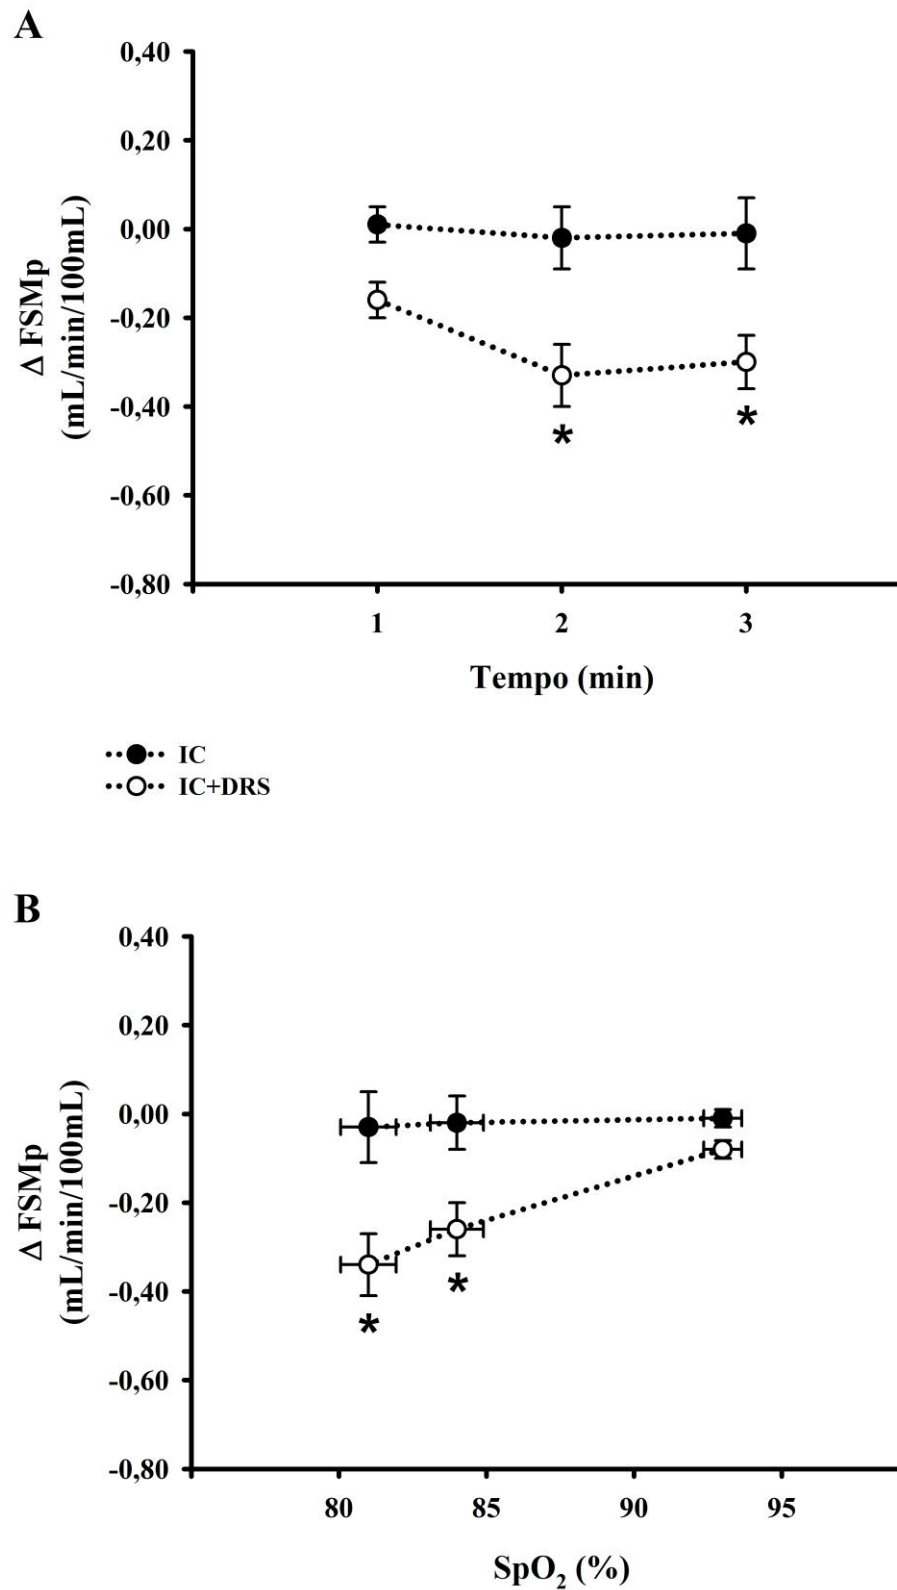 A
0,40
0,20
0,00
-0,20
-0,40
-0,60
-0,80
Δ FSMp
(mL/min/100mL)
*
*
1 2 3
Tempo (min)
IC
IC+DRS
B
0,40
0,20
0,00
-0,20
-0,40
-0,60
-0,80
Δ FSMp
(mL/min/100mL)
*
*
80 85 90 95
SpO₂ (%)